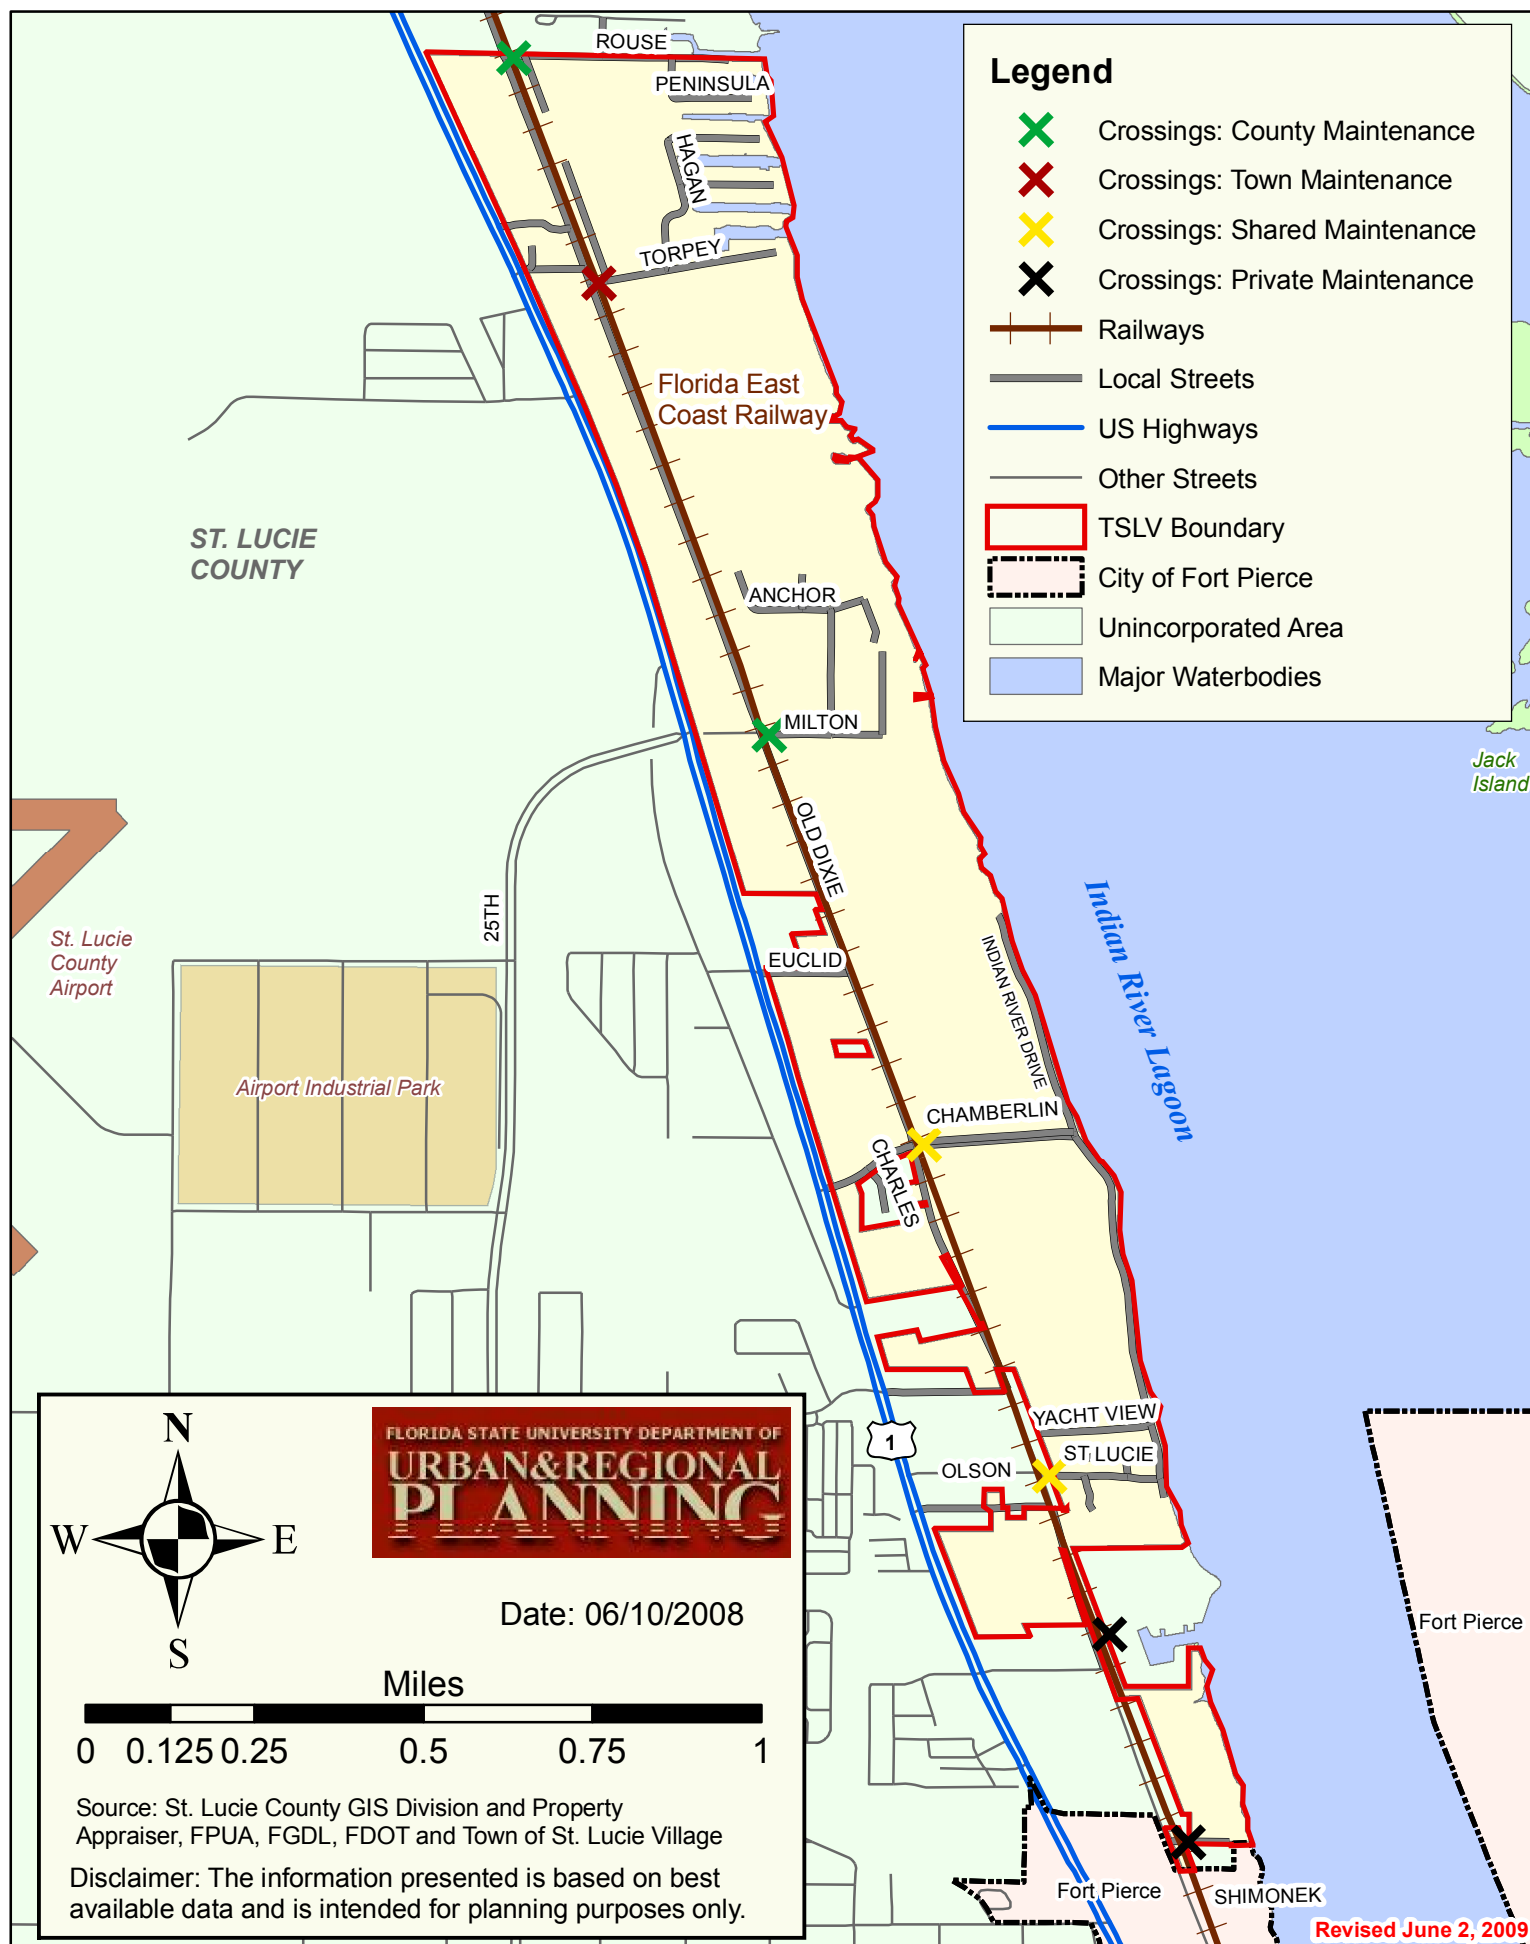 ROUSE
PENINSULA
HAGAN
TORPEY
Florida East
Coast Railway
ST. LUCIE
COUNTY
ANCHOR
MILTON
OLD DIXIE
25TH
St. Lucie
County
Airport
EUCLID
INDIAN RIVER DRIVE
Indian River Lagoon
Airport Industrial Park
CHAMBERLIN
CHARLES
YACHT VIEW
1
OLSON
ST LUCIE
Fort Pierce
Fort Pierce
SHIMONEK
Jack
Island
Legend
Crossings: County Maintenance
Crossings: Town Maintenance
Crossings: Shared Maintenance
Crossings: Private Maintenance
Railways
Local Streets
US Highways
Other Streets
TSLV Boundary
City of Fort Pierce
Unincorporated Area
Major Waterbodies
N
W
E
S
FLORIDA STATE UNIVERSITY DEPARTMENT OF
URBAN&REGIONAL
PLANNING
Date: 06/10/2008
Miles
0 0.125 0.25 0.5 0.75 1
Source: St. Lucie County GIS Division and Property
Appraiser, FPUA, FGDL, FDOT and Town of St. Lucie Village
Disclaimer: The information presented is based on best
available data and is intended for planning purposes only.
Revised June 2, 2009